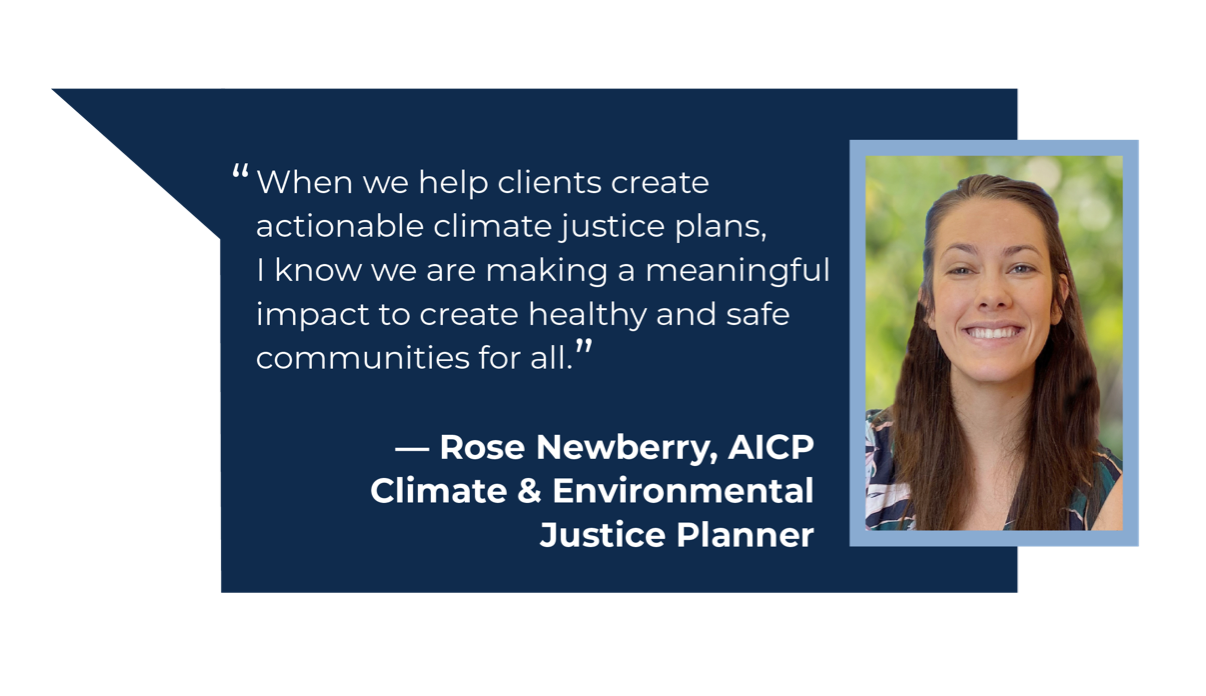 “When we help clients create
actionable climate justice plans,
I know we are making a meaningful
impact to create healthy and safe
communities for all.”
— Rose Newberry, AICP
Climate & Environmental
Justice Planner